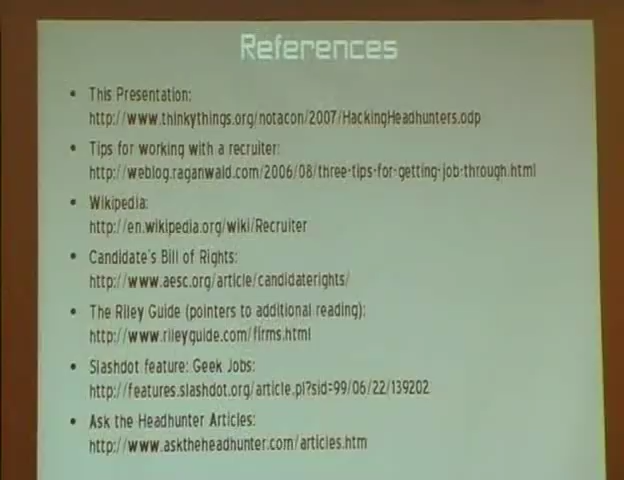 References
• This Presentation:
http://www.thinkythings.org/notacon/2007/HackingHeadhunters.odp
• Tips for working with a recruiter:
http://weblog.raganwald.com/2006/08/three-tips-for-getting-job-through.html
• Wikipedia:
http://en.wikipedia.org/wiki/Recruiter
• Candidate's Bill of Rights:
http://www.aesc.org/article/candidaterights/
• The Riley Guide (pointers to additional reading):
http://www.rileyguide.com/firms.html
• Slashdot feature: Geek Jobs:
http://features.slashdot.org/article.pl?sid=99/06/22/139202
• Ask the Headhunter Articles:
http://www.asktheheadhunter.com/articles.htm